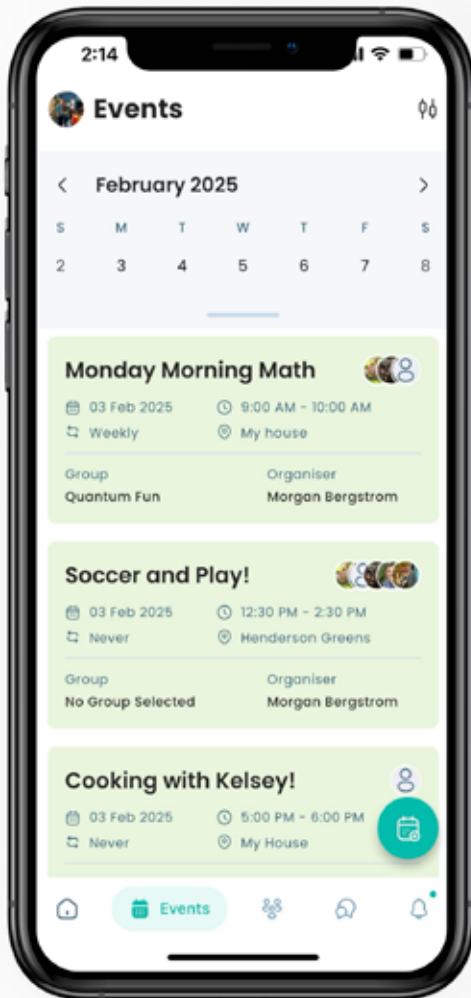 2:14
Events
February 2025
S M T W T F S
2 3 4 5 6 7 8
Monday Morning Math
03 Feb 2025 9:00 AM - 10:00 AM
Weekly My house
Group Organiser
Quantum Fun Morgan Bergstrom
Soccer and Play!
03 Feb 2025 12:30 PM - 2:30 PM
Never Henderson Greens
Group Organiser
No Group Selected Morgan Bergstrom
Cooking with Kelsey!
03 Feb 2025 5:00 PM - 6:00 PM
Never My House
Events